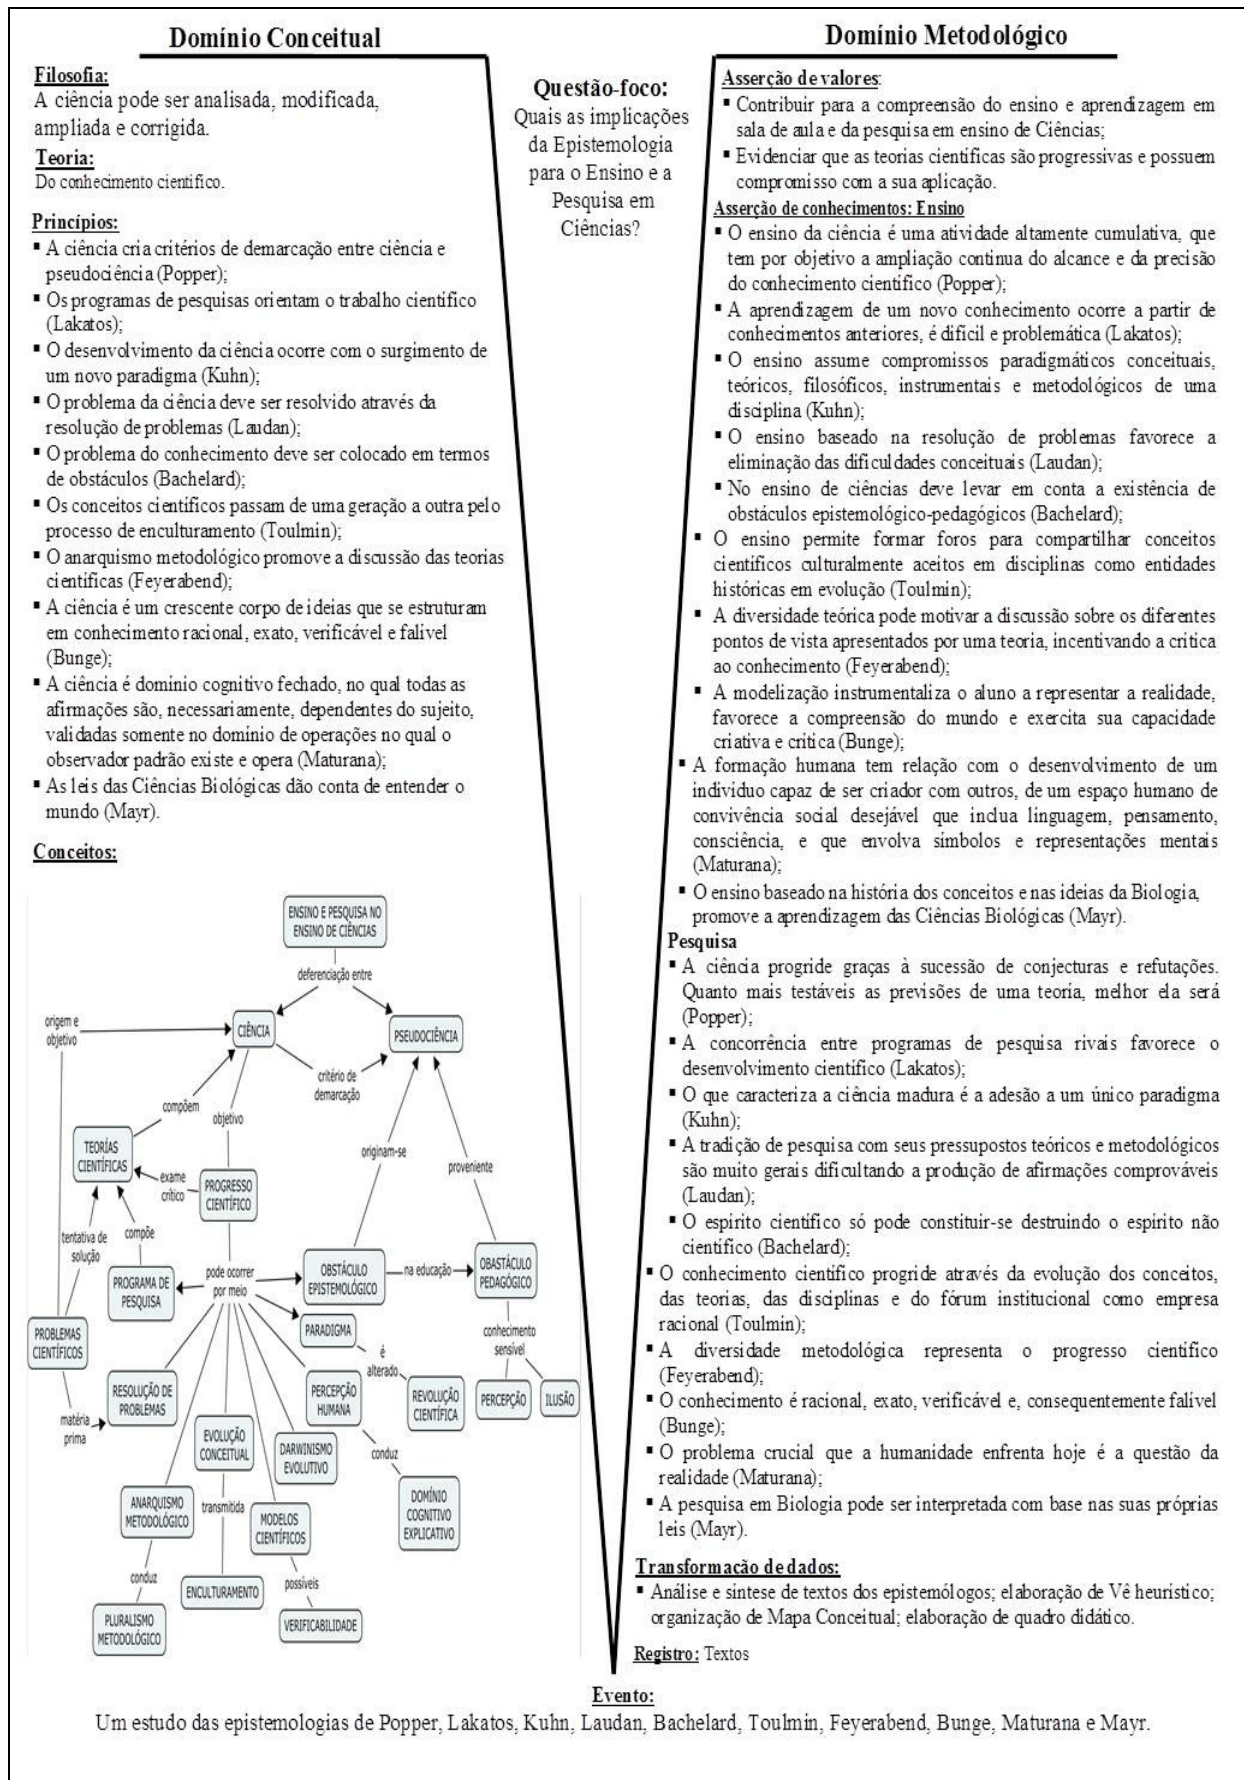 Domínio Conceitual
Filosofia:
A ciência pode ser analisada, modificada,
ampliada e corrigida.
Teoria:
Do conhecimento cientifico.
Princípios:
▪ A ciência cria critérios de demarcação entre ciência e
pseudociência (Popper);
▪ Os programas de pesquisas orientam o trabalho cientifico
(Lakatos);
▪ O desenvolvimento da ciência ocorre com o surgimento de
um novo paradigma (Kuhn);
▪ O problema da ciência deve ser resolvido através da
resolução de problemas (Laudan);
▪ O problema do conhecimento deve ser colocado em termos
de obstáculos (Bachelard);
▪ Os conceitos científicos passam de uma geração a outra pelo
processo de enculturamento (Toulmin);
▪ O anarquismo metodológico promove a discussão das teorias
científicas (Feyerabend);
▪ A ciência é um crescente corpo de ideias que se estruturam
em conhecimento racional, exato, verificável e falível
(Bunge);
▪ A ciência é domínio cognitivo fechado, no qual todas as
afirmações são, necessariamente, dependentes do sujeito,
validadas somente no domínio de operações no qual o
observador padrão existe e opera (Maturana);
▪ As leis das Ciências Biológicas dão conta de entender o
mundo (Mayr).
Conceitos:
ENSINO E PESQUISA NO
ENSINO DE CIÊNCIAS
deferenciação entre
origem e
objetivo
CIÊNCIA
PSEUDOCIÊNCIA
critério de
demarcação
compõem
objetivo
TEORÍAS
CIENTÍFICAS
originam-se
proveniente
exame
crítico
PROGRESSO
CIENTÍFICO
tentativa de
solução
compõe
PROGRAMA DE
PESQUISA
pode ocorrer
por meio
OBSTÁCULO
EPISTEMOLÓGICO
na educação
OBASTÁCULO
PEDAGÓGICO
PROBLEMAS
CIENTÍFICOS
PARADIGMA
conhecimento
sensível
é
alterado
RESOLUÇÃO DE
PROBLEMAS
PERCEPÇÃO
HUMANA
REVOLUÇÃO
CIENTÍFICA
PERCEPÇÃO
ILUSÃO
matéria
prima
EVOLUÇÃO
CONCEITUAL
DARWINISMO
EVOLUTIVO
conduz
ANARQUISMO
METODOLÓGICO
transmitida
MODELOS
CIENTÍFICOS
DOMÍNIO
COGNITIVO
EXPLICATIVO
conduz
ENCULTURAMENTO
possíveis
PLURALISMO
METODOLÓGICO
VERIFICABILIDADE
Questão-foco:
Quais as implicações
da Epistemologia
para o Ensino e a
Pesquisa em
Ciências?
Domínio Metodológico
Asserção de valores:
▪ Contribuir para a compreensão do ensino e aprendizagem em
sala de aula e da pesquisa em ensino de Ciências;
▪ Evidenciar que as teorias científicas são progressivas e possuem
compromisso com a sua aplicação.
Asserção de conhecimentos: Ensino
▪ O ensino da ciência é uma atividade altamente cumulativa, que
tem por objetivo a ampliação continua do alcance e da precisão
do conhecimento científico (Popper);
▪ A aprendizagem de um novo conhecimento ocorre a partir de
conhecimentos anteriores, é difícil e problemática (Lakatos);
▪ O ensino assume compromissos paradigmáticos conceituais,
teóricos, filosóficos, instrumentais e metodológicos de uma
disciplina (Kuhn);
▪ O ensino baseado na resolução de problemas favorece a
eliminação das dificuldades conceituais (Laudan);
▪ No ensino de ciências deve levar em conta a existência de
obstáculos epistemológico-pedagógicos (Bachelard);
▪ O ensino permite formar foros para compartilhar conceitos
científicos culturalmente aceitos em disciplinas como entidades
históricas em evolução (Toulmin);
▪ A diversidade teórica pode motivar a discussão sobre os diferentes
pontos de vista apresentados por uma teoria, incentivando a crítica
ao conhecimento (Feyerabend);
▪ A modelização instrumentaliza o aluno a representar a realidade,
favorece a compreensão do mundo e exercita sua capacidade
criativa e crítica (Bunge);
▪ A formação humana tem relação com o desenvolvimento de um
individuo capaz de ser criador com outros, de um espaço humano de
convivência social desejável que inclua linguagem, pensamento,
consciência, e que envolva símbolos e representações mentais
(Maturana);
▪ O ensino baseado na história dos conceitos e nas ideias da Biologia,
promove a aprendizagem das Ciências Biológicas (Mayr).
Pesquisa
▪ A ciência progride graças à sucessão de conjecturas e refutações.
Quanto mais testáveis as previsões de uma teoria, melhor ela será
(Popper);
▪ A concorrência entre programas de pesquisa rivais favorece o
desenvolvimento científico (Lakatos);
▪ O que caracteriza a ciência madura é a adesão a um único paradigma
(Kuhn);
▪ A tradição de pesquisa com seus pressupostos teóricos e metodológicos
são muito gerais dificultando a produção de afirmações comprováveis
(Laudan);
▪ O espírito científico só pode constituir-se destruindo o espírito não
científico (Bachelard);
▪ O conhecimento científico progride através da evolução dos conceitos,
das teorias, das disciplinas e do fórum institucional como empresa
racional (Toulmin);
▪ A diversidade metodológica representa o progresso científico
(Feyerabend);
▪ O conhecimento é racional, exato, verificável e, consequentemente falível
(Bunge);
▪ O problema crucial que a humanidade enfrenta hoje é a questão da
realidade (Maturana);
▪ A pesquisa em Biologia pode ser interpretada com base nas suas próprias
leis (Mayr).
Transformação de dados:
▪ Análise e síntese de textos dos epistemólogos; elaboração de Vê heurístico;
organização de Mapa Conceitual; elaboração de quadro didático.
Registro: Textos
Evento:
Um estudo das epistemologias de Popper, Lakatos, Kuhn, Laudan, Bachelard, Toulmin, Feyerabend, Bunge, Maturana e Mayr.